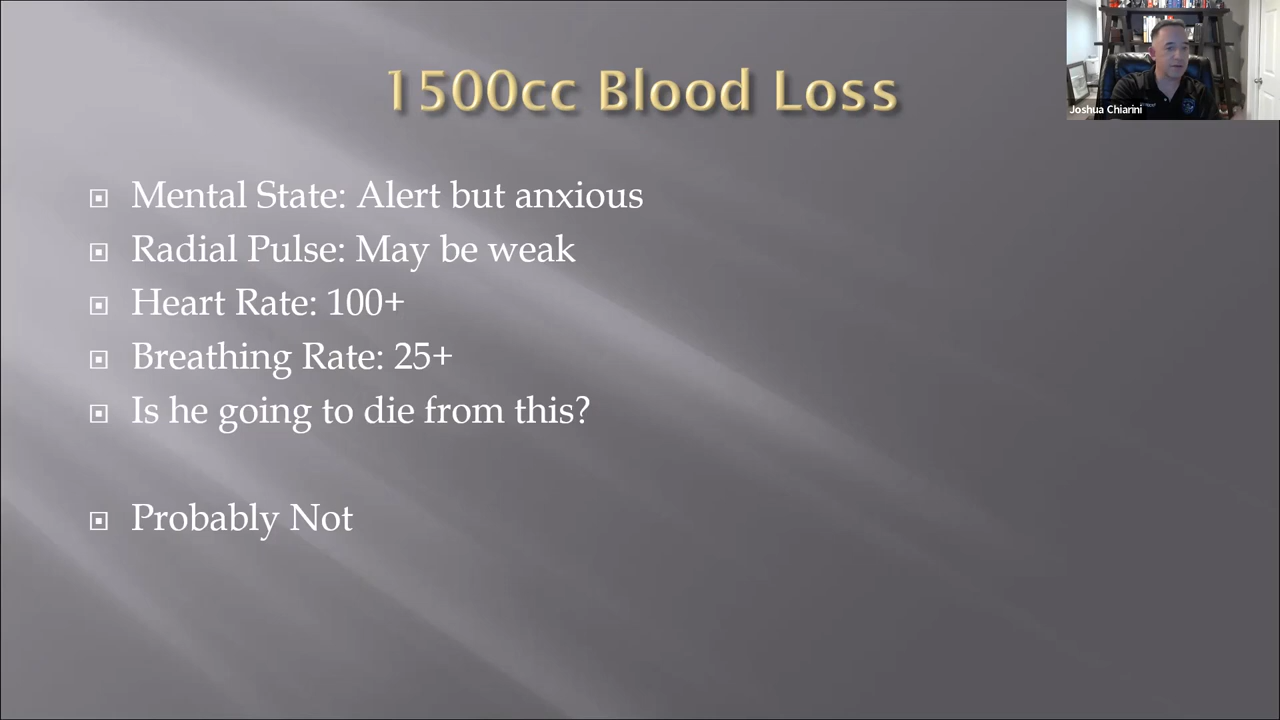 1500cc Blood Loss
Joshua Chiarini
Mental State: Alert but anxious
Radial Pulse: May be weak
Heart Rate: 100+
Breathing Rate: 25+
Is he going to die from this?
Probably Not